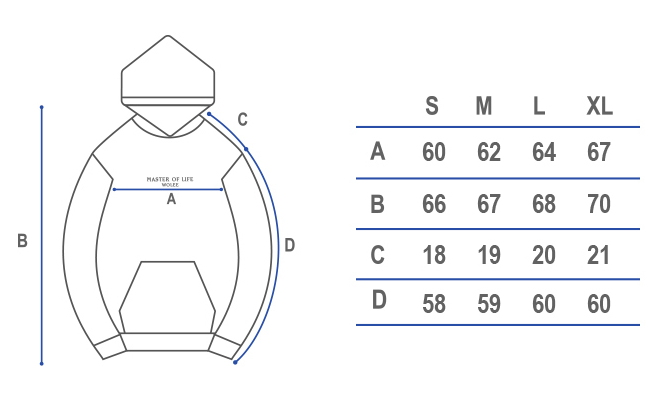 C
MASTER OF LIFE
WOLEE
A
B
D
S M L XL
A 60 62 64 67
B 66 67 68 70
C 18 19 20 21
D 58 59 60 60